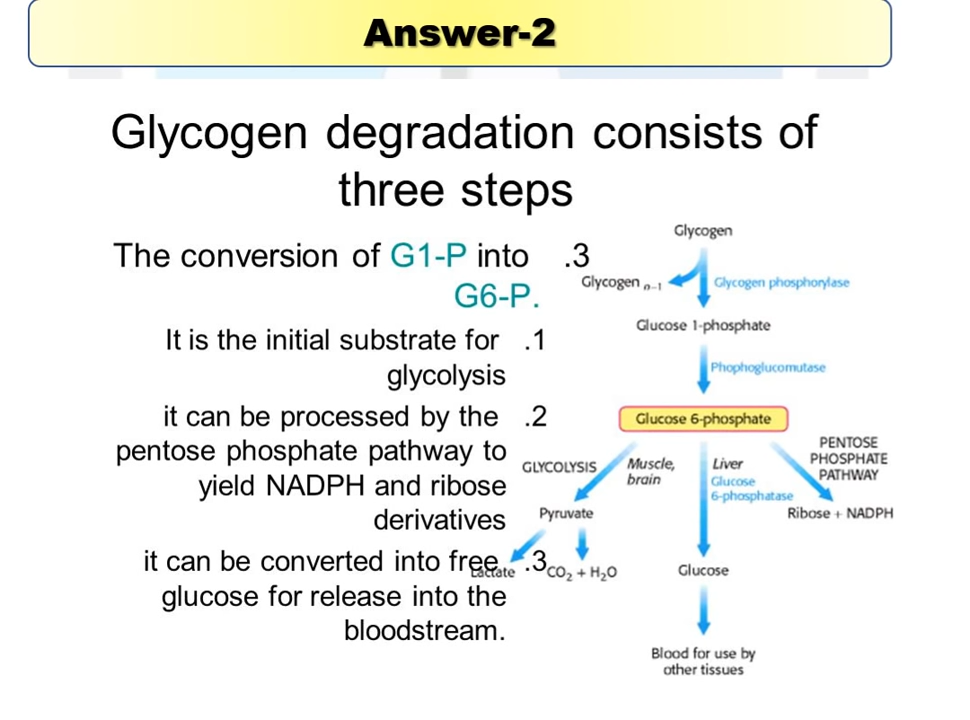 Answer-2
Glycogen degradation consists of
three steps
The conversion of G1-P into .3
G6-P.
It is the initial substrate for .1
glycolysis
it can be processed by the .2
pentose phosphate pathway to
yield NADPH and ribose
derivatives
it can be converted into free .3
glucose for release into the
bloodstream.
Glycogen
Glycogen n-1
Glycogen phosphorylase
Glucose 1-phosphate
Phophoglucomutase
Glucose 6-phosphate
GLYCOLYSIS
Muscle,
brain
Liver
Glucose
6-phosphatase
PENTOSE
PHOSPHATE
PATHWAY
Pyruvate
Ribose + NADPH
Lactate
CO₂ + H₂O
Glucose
Blood for use by
other tissues